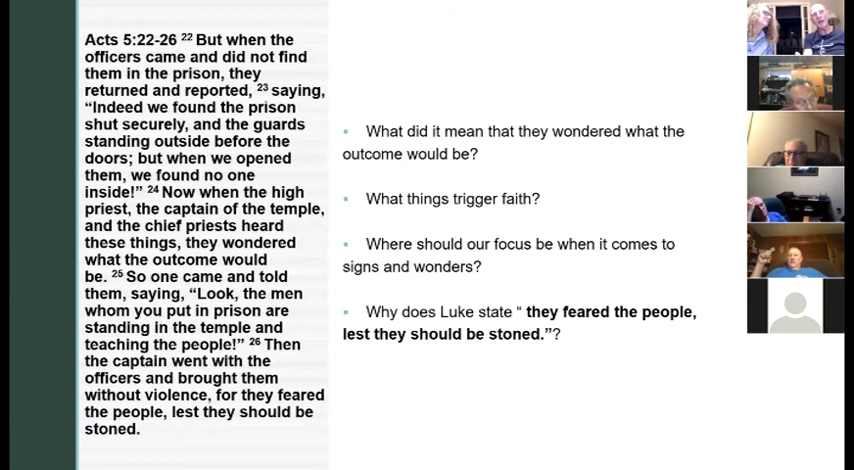 Acts 5:22-26 22 But when the
officers came and did not find
them in the prison, they
returned and reported, 23 saying,
“Indeed we found the prison
shut securely, and the guards
standing outside before the
doors; but when we opened
them, we found no one
inside!” 24 Now when the high
priest, the captain of the temple,
and the chief priests heard
these things, they wondered
what the outcome would
be. 25 So one came and told
them, saying, “Look, the men
whom you put in prison are
standing in the temple and
teaching the people!” 26 Then
the captain went with the
officers and brought them
without violence, for they feared
the people, lest they should be
stoned.
▪ What did it mean that they wondered what the
outcome would be?
▪ What things trigger faith?
▪ Where should our focus be when it comes to
signs and wonders?
▪ Why does Luke state “ they feared the people,
lest they should be stoned.”?